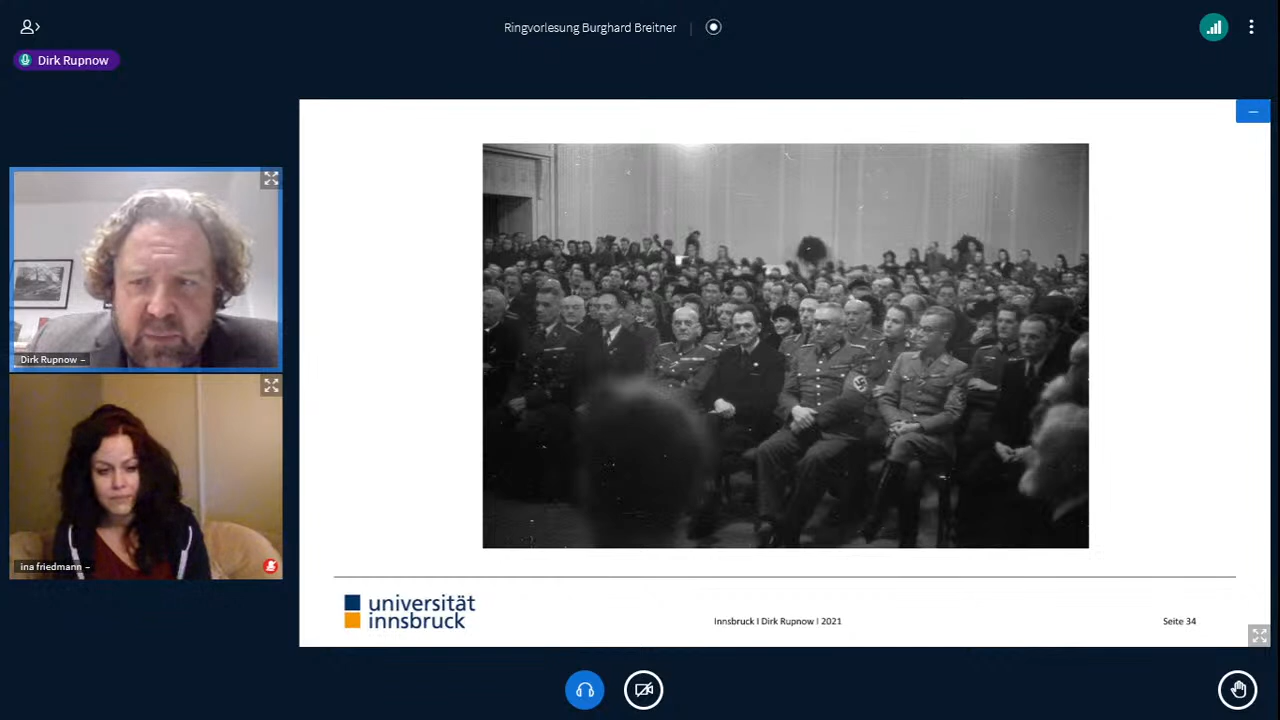 Ringvorlesung Burghard Breitner
Dirk Rupnow
Dirk Rupnow –
ina friedmann –
universität
innsbruck
Innsbruck I Dirk Rupnow I 2021
Seite 34